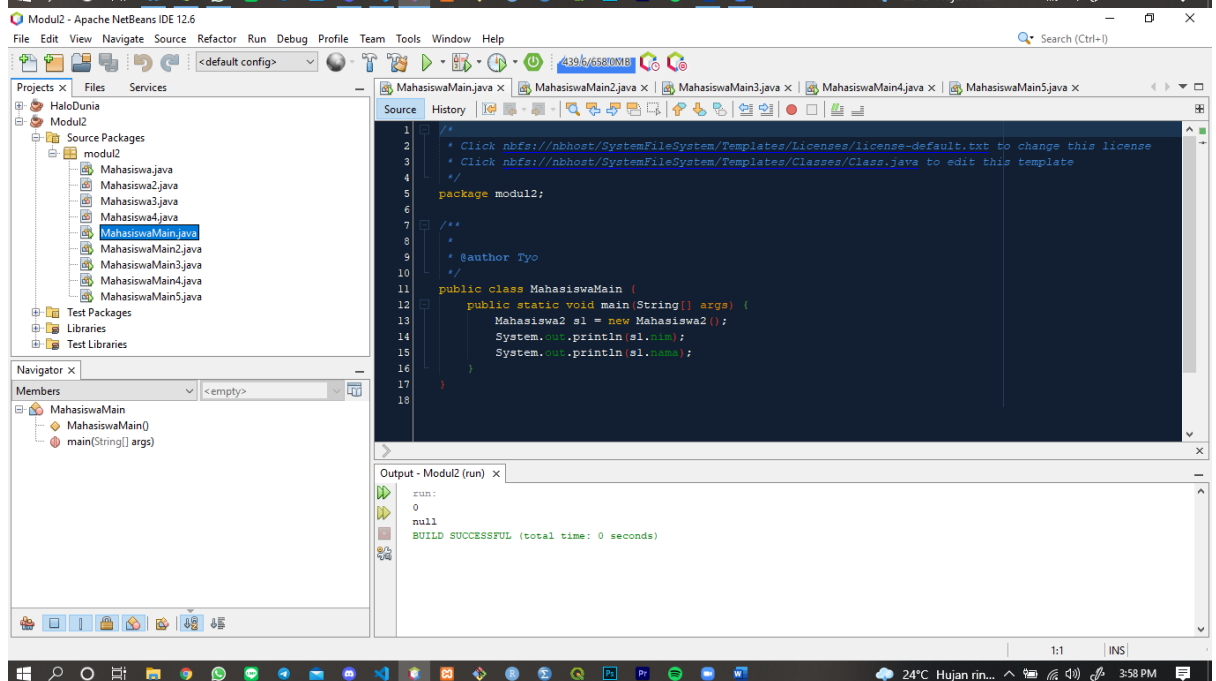 Modul2 - Apache NetBeans IDE 12.6
File Edit View Navigate Source Refactor Run Debug Profile Team Tools Window Help
Search (Ctrl+I)
<default config>
439.6/658.0MB
Projects Files Services
HaloDunia
Modul2
Source Packages
modul2
Mahasiswa.java
Mahasiswa2.java
Mahasiswa3.java
Mahasiswa4.java
MahasiswaMain.java
MahasiswaMain2.java
MahasiswaMain3.java
MahasiswaMain4.java
MahasiswaMain5.java
Test Packages
Libraries
Test Libraries
Navigator
Members <empty>
MahasiswaMain
MahasiswaMain()
main(String[] args)
MahasiswaMain.java MahasiswaMain2.java MahasiswaMain3.java MahasiswaMain4.java MahasiswaMain5.java
Source History
1 /*
2 * Click nbfs://nbhost/SystemFileSystem/Templates/Licenses/license-default.txt to change this license
3 * Click nbfs://nbhost/SystemFileSystem/Templates/Classes/Class.java to edit this template
4 */
5 package modul2;
6
7 /**
8 *
9 * @author Tyo
10 */
11 public class MahasiswaMain {
12 public static void main(String[] args) {
13 Mahasiswa2 s1 = new Mahasiswa2();
14 System.out.println(s1.nim);
15 System.out.println(s1.nama);
16 }
17 }
18
Output - Modul2 (run)
run:
0
null
BUILD SUCCESSFUL (total time: 0 seconds)
1:1 INS
24°C Hujan rin... 3:58 PM